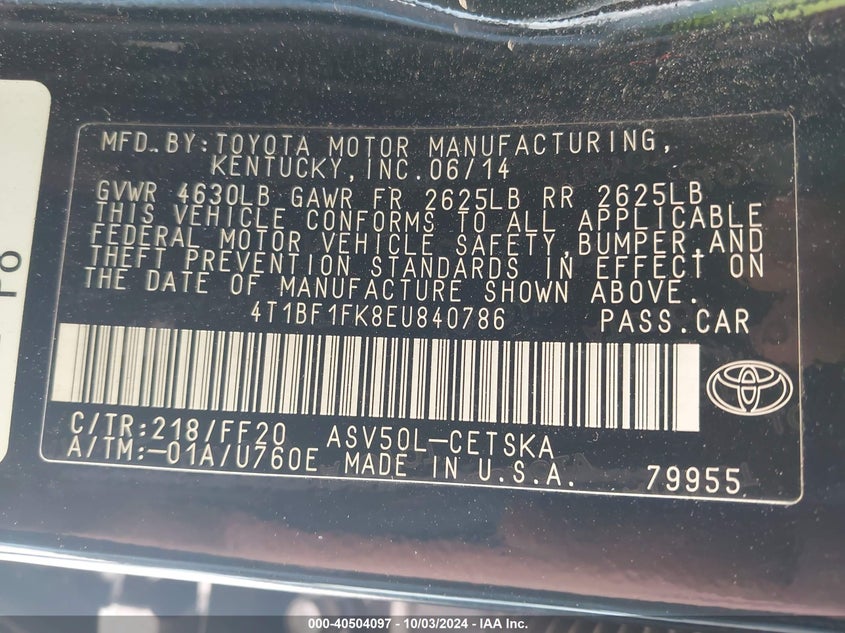 MFD. BY: TOYOTA MOTOR MANUFACTURING,
KENTUCKY, INC. 06/14
GVWR 4630LB GAWR FR 2625LB RR 2625LB
THIS VEHICLE CONFORMS TO ALL APPLICABLE
FEDERAL MOTOR VEHICLE SAFETY, BUMPER, AND
THEFT PREVENTION STANDARDS IN EFFECT ON
THE DATE OF MANUFACTURE SHOWN ABOVE.
4T1BF1FK8EU840786 PASS. CAR
C/TR: 218/FF20 ASV50L-CETSKA
A/TM:-01A/U760E MADE IN U.S.A. 79955
000-40504097 - 10/03/2024 - IAA Inc.